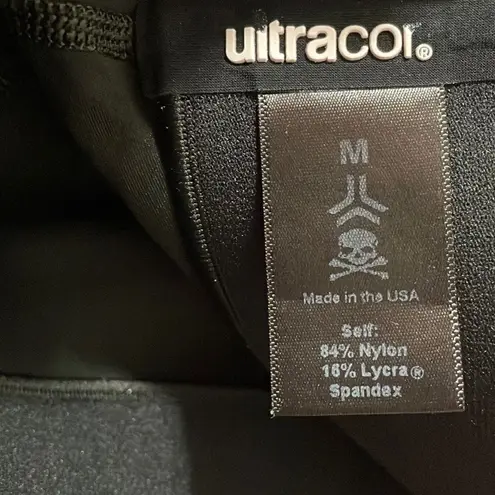 ultracor®
M
Made in the USA
Self:
84% Nylon
16% Lycra®
Spandex